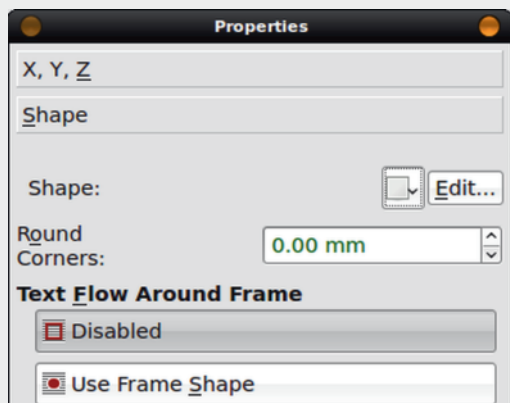 Properties
X, Y, Z
Shape
Shape:
Edit...
Round
Corners:
0.00 mm
Text Flow Around Frame
Disabled
Use Frame Shape